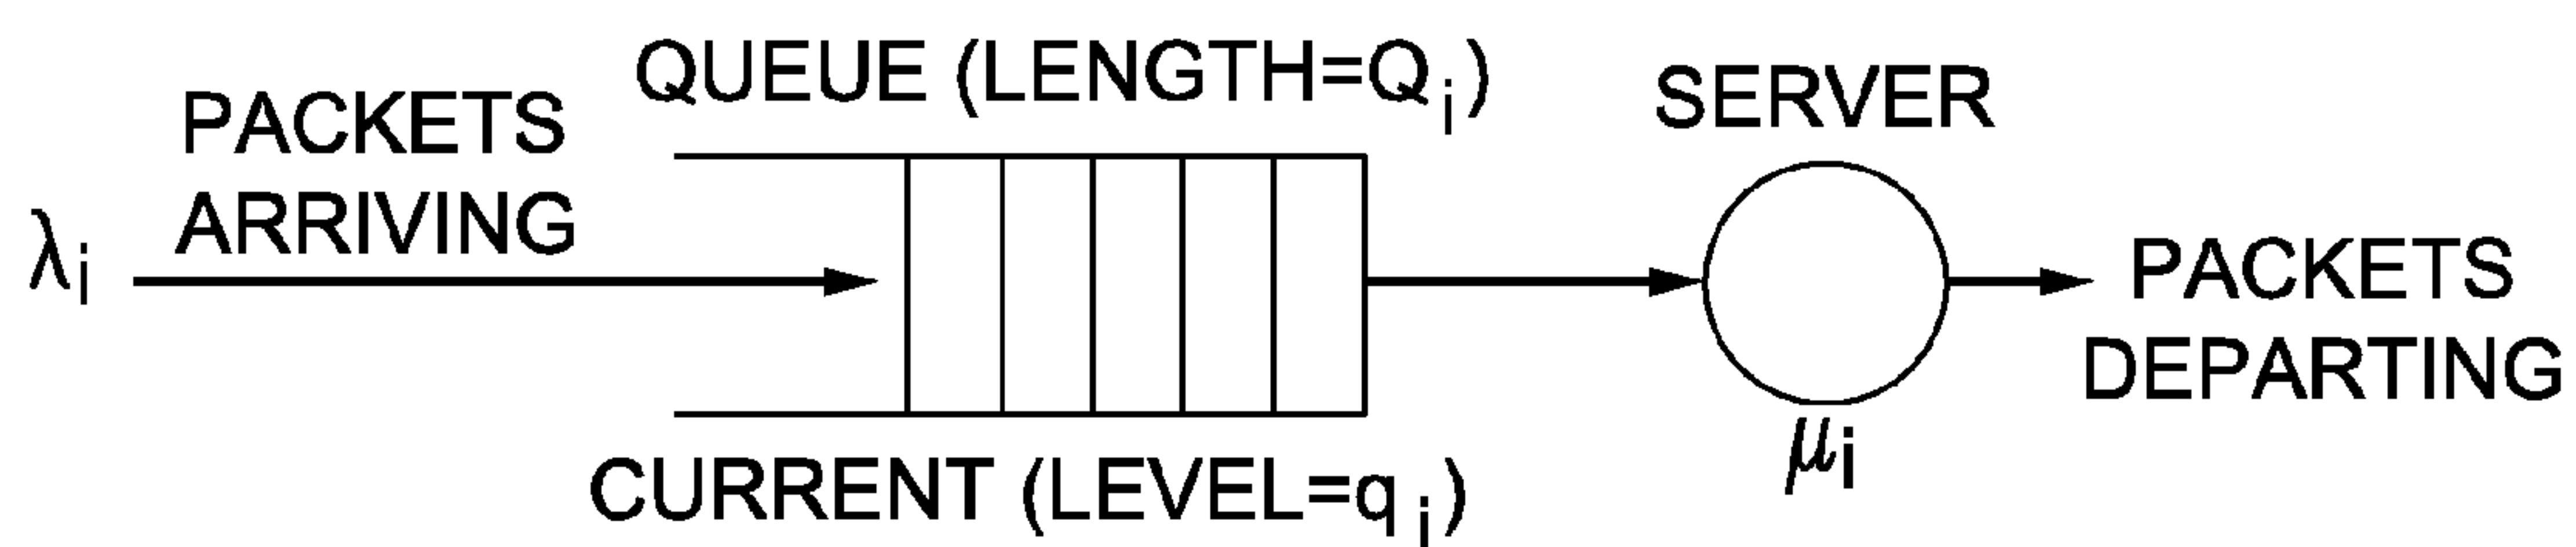 QUEUE (LENGTH=Qi)
SERVER
PACKETS
ARRIVING
λi
PACKETS
DEPARTING
μi
CURRENT (LEVEL=qi)